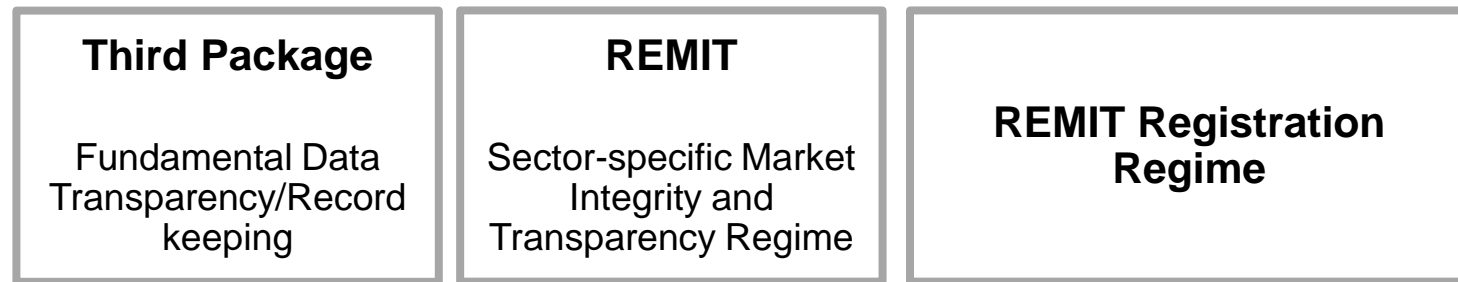 Third Package
Fundamental Data
Transparency/Record
keeping
REMIT
Sector-specific Market
Integrity and
Transparency Regime
REMIT Registration
Regime